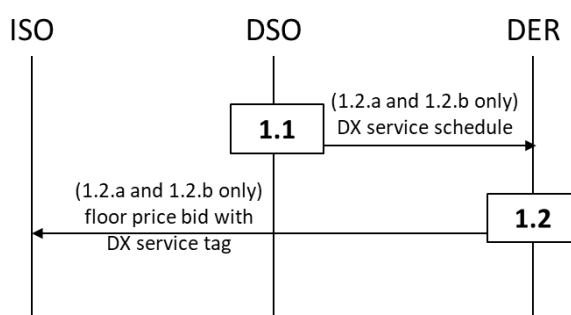 ISO
DSO
DER
(1.2.a and 1.2.b only)
DX service schedule
1.1
(1.2.a and 1.2.b only)
floor price bid with
DX service tag
1.2